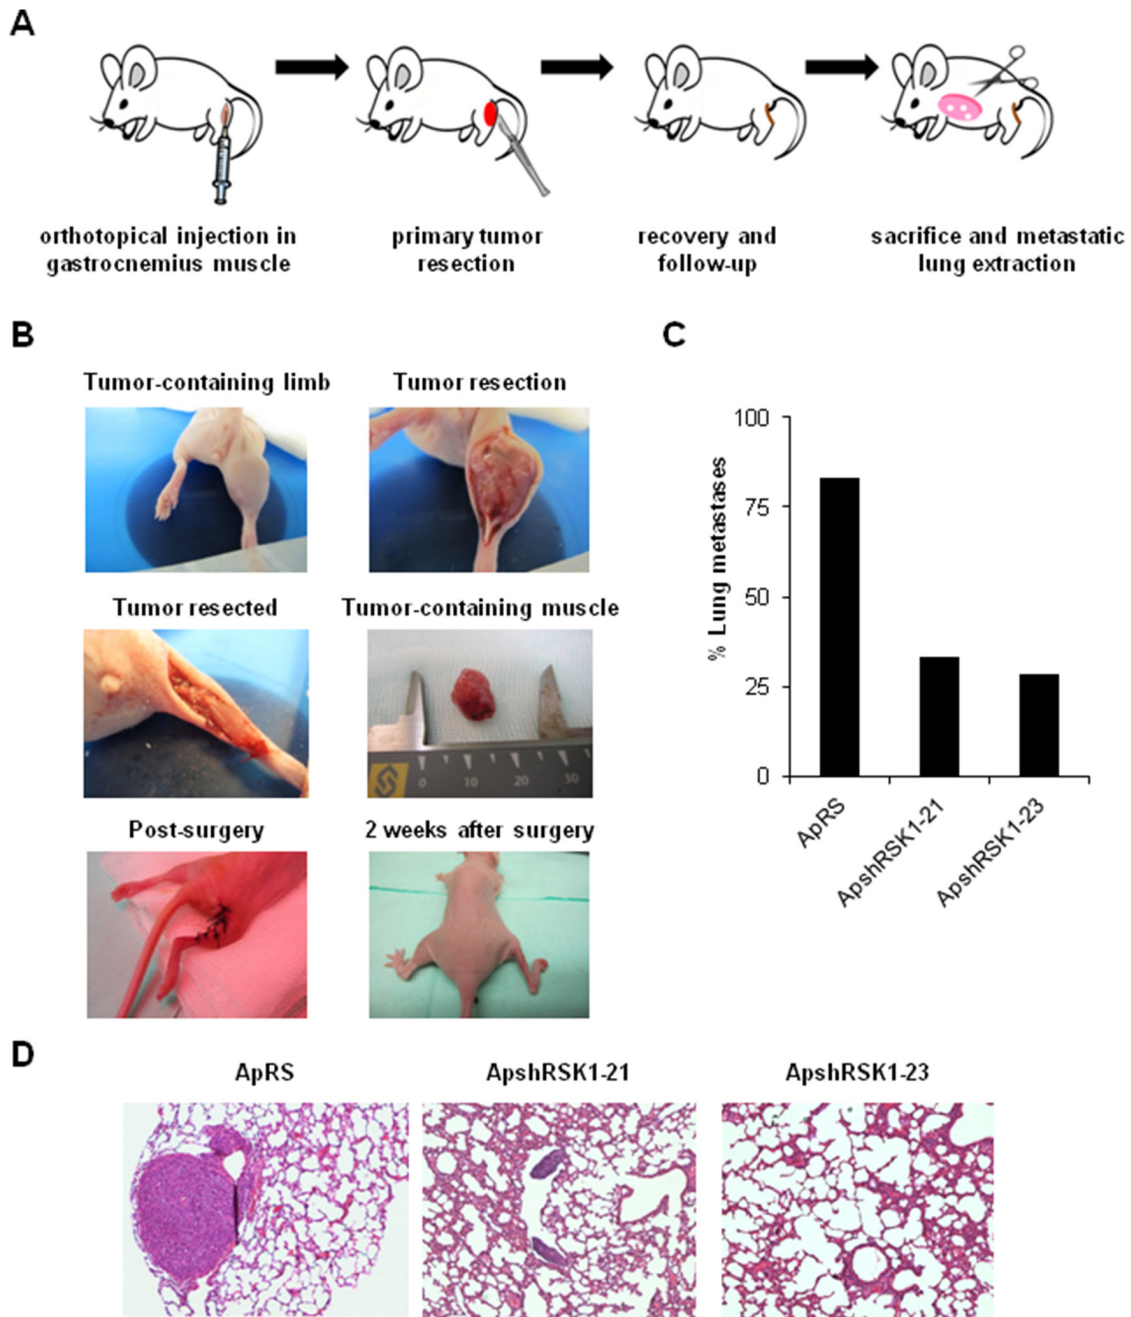 A
orthotopical injection in
gastrocnemius muscle
primary tumor
resection
recovery and
follow-up
sacrifice and metastatic
lung extraction
B
Tumor-containing limb
Tumor resection
Tumor resected
Tumor-containing muscle
0 10 20 30
Post-surgery
2 weeks after surgery
C
% Lung metastases
100
75
50
25
0
ApRS
ApshRSK1-21
ApshRSK1-23
D
ApRS
ApshRSK1-21
ApshRSK1-23